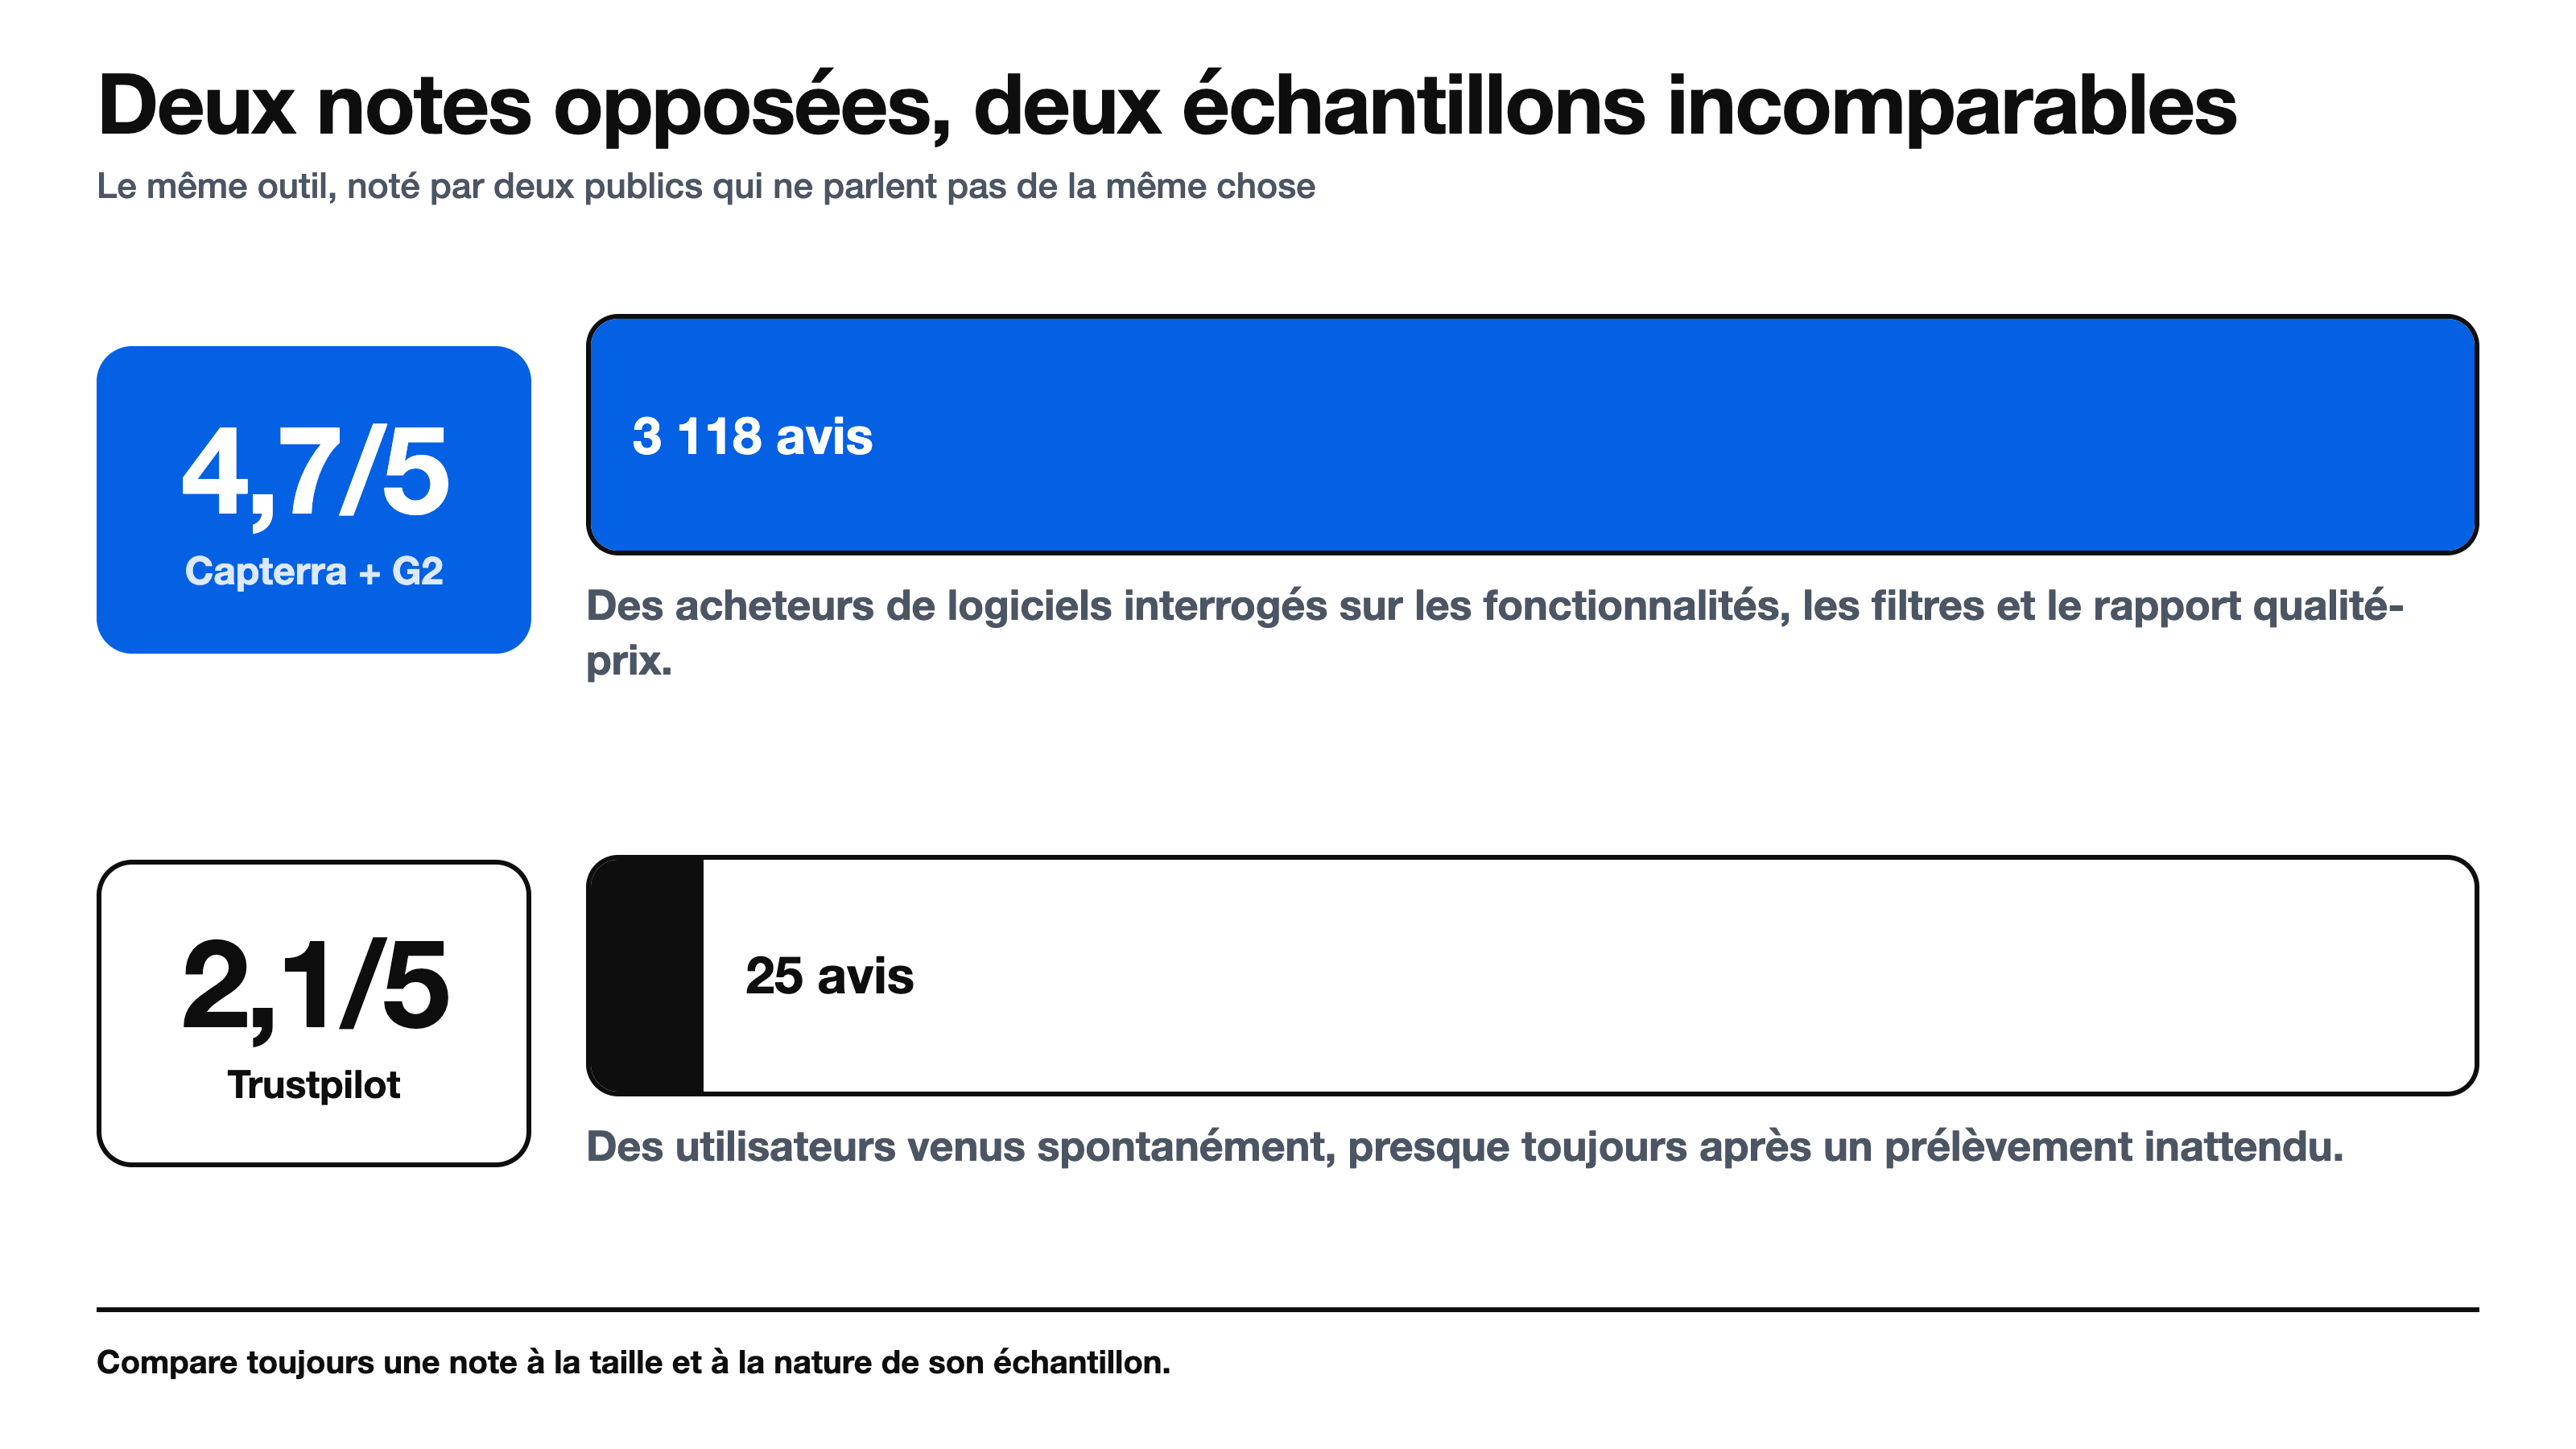 Deux notes opposées, deux échantillons incomparables
Le même outil, noté par deux publics qui ne parlent pas de la même chose
4,7/5
Capterra + G2
3 118 avis
Des acheteurs de logiciels interrogés sur les fonctionnalités, les filtres et le rapport qualité-
prix.
2,1/5
Trustpilot
25 avis
Des utilisateurs venus spontanément, presque toujours après un prélèvement inattendu.
Compare toujours une note à la taille et à la nature de son échantillon.